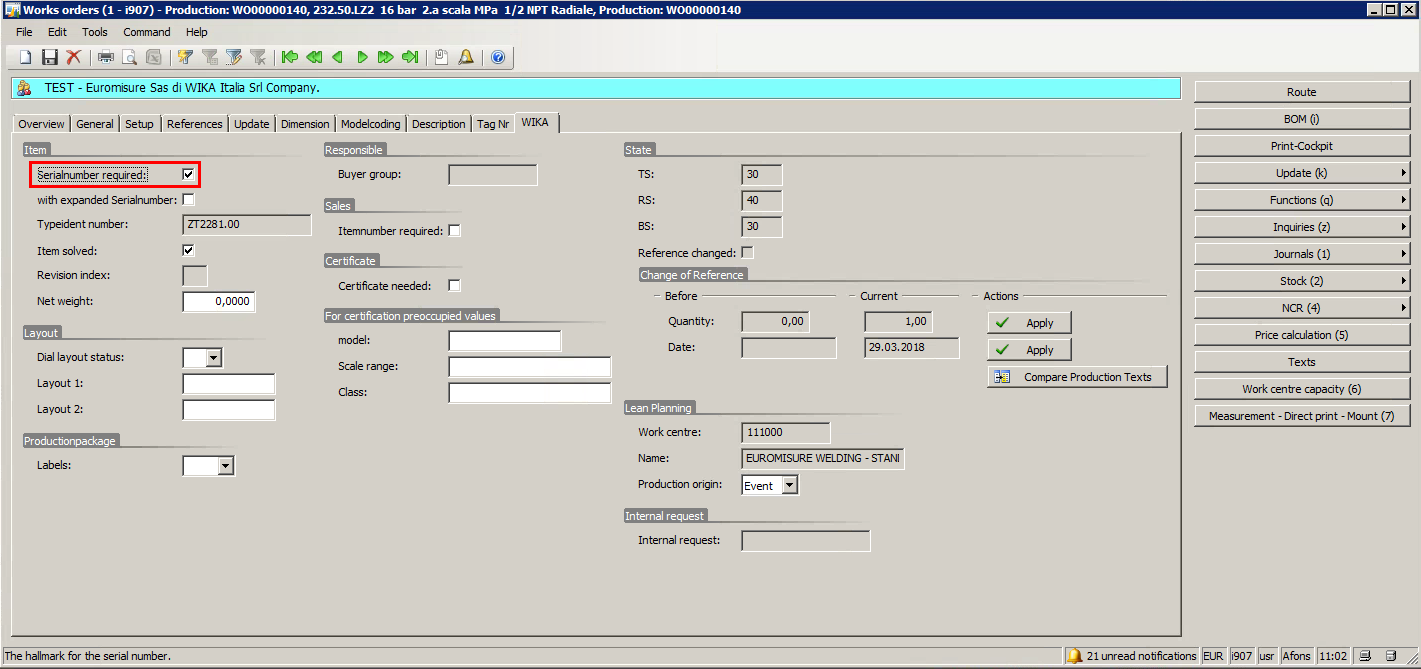 Works orders (1 - i907) - Production: WO00000140, 232.50.LZ2 16 bar 2.a scala MPa 1/2 NPT Radiale, Production: WO00000140
File Edit Tools Command Help
TEST - Euromisure Sas di WIKA Italia Srl Company.
Overview General Setup References Update Dimension Modelcoding Description Tag Nr WIKA
Item
Serialnumber required:
with expanded Serialnumber:
Typeident number: ZT2281.00
Item solved:
Revision index:
Net weight: 0,0000
Layout
Dial layout status:
Layout 1:
Layout 2:
Productionpackage
Labels:
Responsible
Buyer group:
Sales
Itemnumber required:
Certificate
Certificate needed:
For certification preoccupied values
model:
Scale range:
Class:
State
TS: 30
RS: 40
BS: 30
Reference changed:
Change of Reference
Before Current Actions
Quantity: 0,00 1,00 Apply
Date: 29.03.2018 Apply
Compare Production Texts
Lean Planning
Work centre: 111000
Name: EUROMISURE WELDING - STANI
Production origin: Event
Internal request
Internal request:
Route
BOM (i)
Print-Cockpit
Update (k)
Functions (q)
Inquiries (z)
Journals (1)
Stock (2)
NCR (4)
Price calculation (5)
Texts
Work centre capacity (6)
Measurement - Direct print - Mount (7)
The hallmark for the serial number.
21 unread notifications EUR i907 usr Afons 11:02